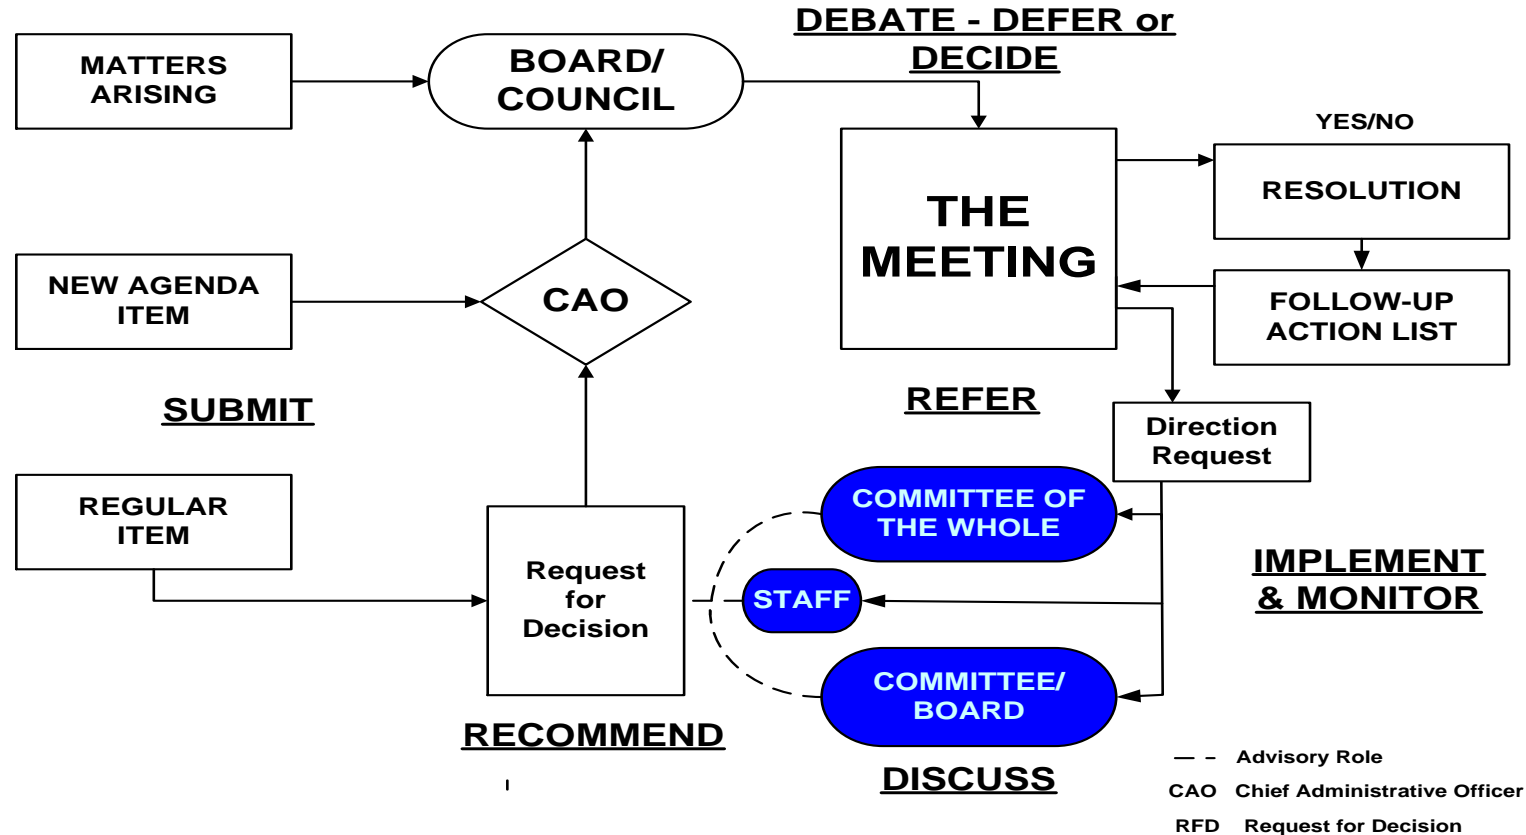 DEBATE - DEFER or
DECIDE
MATTERS
ARISING
BOARD/
COUNCIL
YES/NO
THE
MEETING
RESOLUTION
NEW AGENDA
ITEM
CAO
FOLLOW-UP
ACTION LIST
SUBMIT
REFER
Direction
Request
REGULAR
ITEM
COMMITTEE OF
THE WHOLE
Request
for
Decision
STAFF
IMPLEMENT
& MONITOR
COMMITTEE/
BOARD
RECOMMEND
DISCUSS
— – Advisory Role
CAO Chief Administrative Officer
RFD Request for Decision